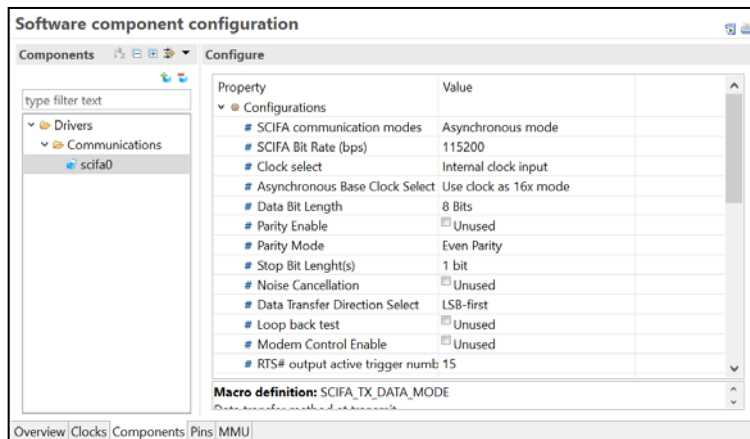 Software component configuration
Components
Configure
type filter text
Drivers
Communications
scifa0
Property Value
Configurations
# SCIFA communication modes Asynchronous mode
# SCIFA Bit Rate (bps) 115200
# Clock select Internal clock input
# Asynchronous Base Clock Select Use clock as 16x mode
# Data Bit Length 8 Bits
# Parity Enable Unused
# Parity Mode Even Parity
# Stop Bit Lenght(s) 1 bit
# Noise Cancellation Unused
# Data Transfer Direction Select LSB-first
# Loop back test Unused
# Modem Control Enable Unused
# RTS# output active trigger numb 15
Macro definition: SCIFA_TX_DATA_MODE
Overview Clocks Components Pins MMU